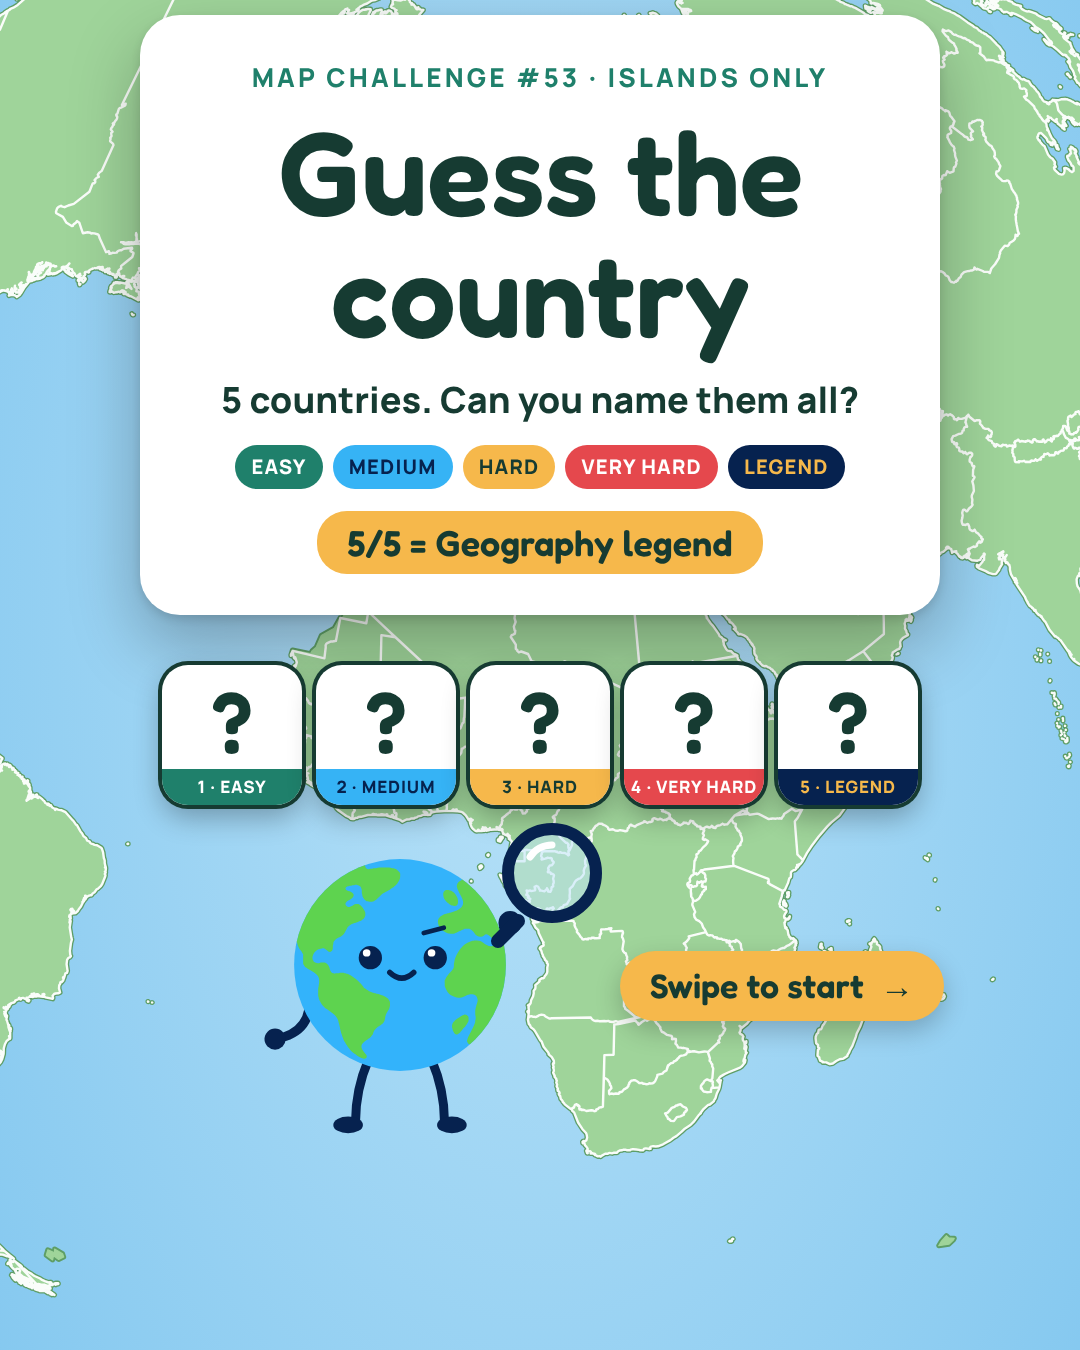 MAP CHALLENGE #53 · ISLANDS ONLY
Guess the
country
5 countries. Can you name them all?
EASY MEDIUM HARD VERY HARD LEGEND
5/5 = Geography legend
? ? ? ? ?
1 · EASY 2 · MEDIUM 3 · HARD 4 · VERY HARD 5 · LEGEND
Swipe to start →